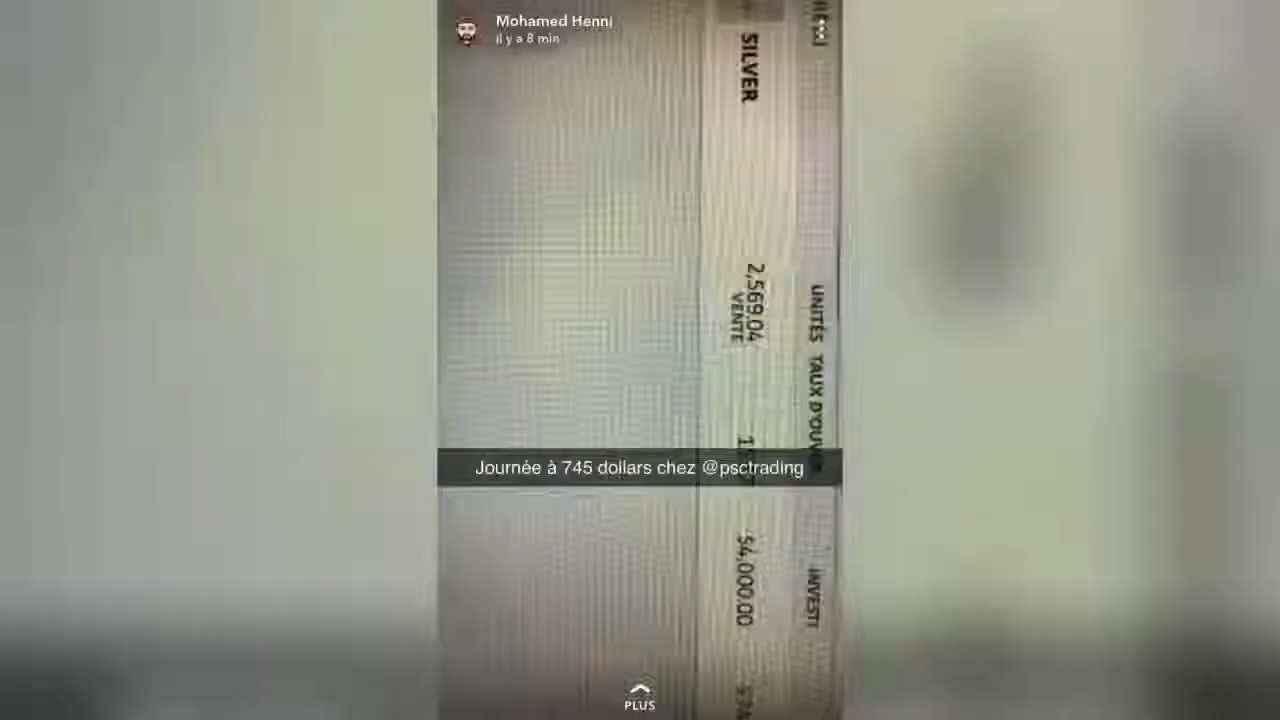 Mohamed Henni
il y a 8 min
UNITÉS TAUX D'OUV
INVESTI
SILVER
2,569.04
VENTE
$4,000.00
Journée à 745 dollars chez @psctrading
PLUS